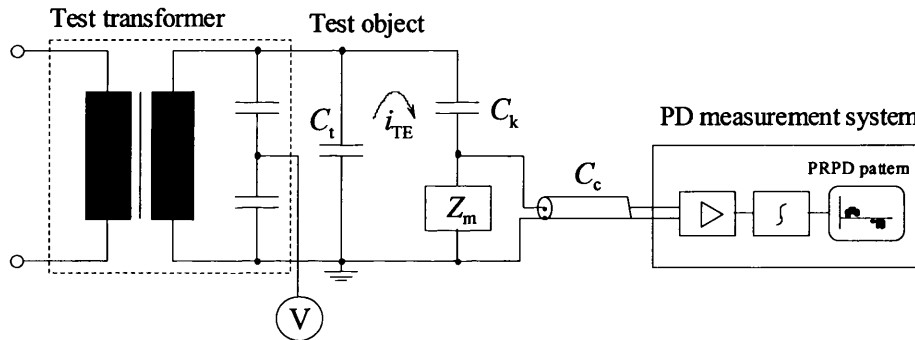 Test transformer
Test object
C_t
i_TE
C_k
Z_m
C_c
V
PD measurement system
PRPD pattern
∫